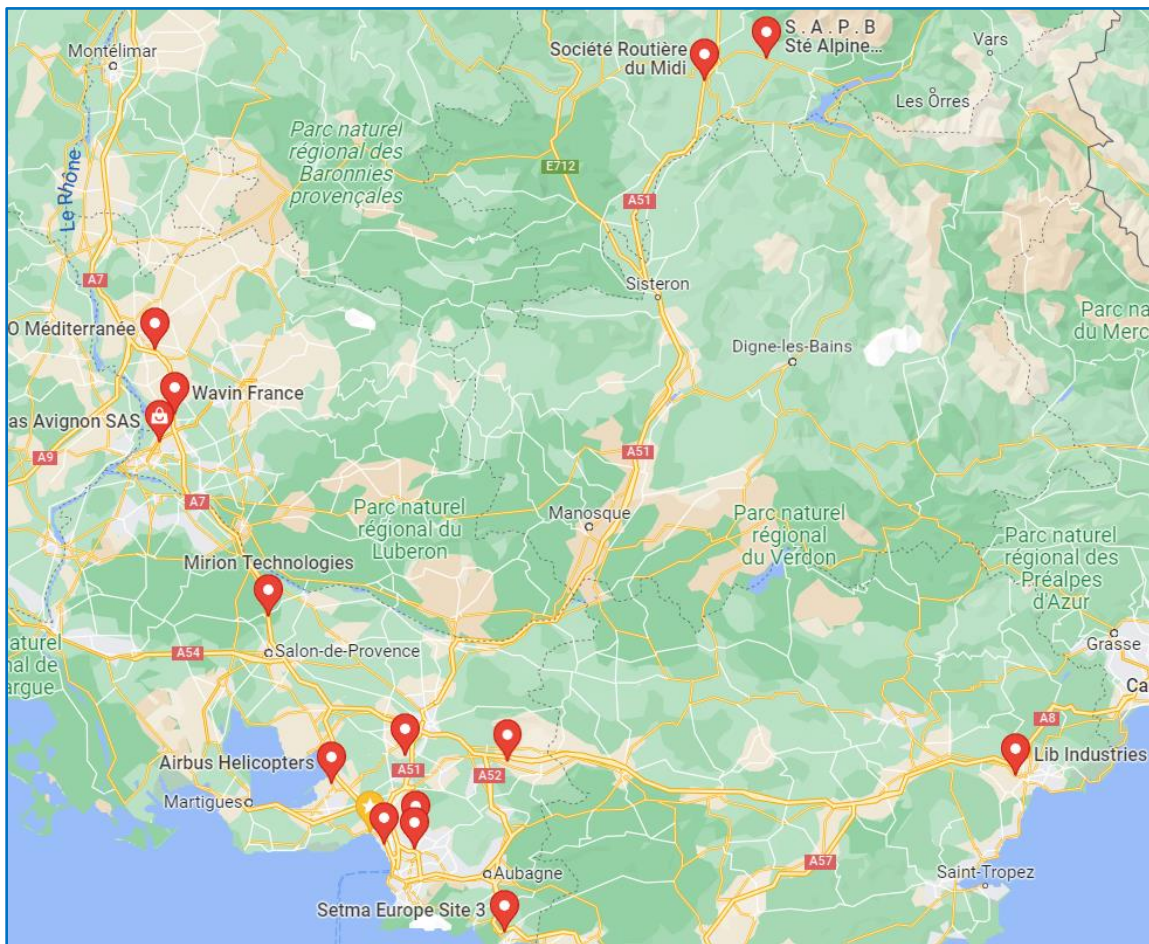 S . A . P . B
Sté Alpine...
Société Routière
du Midi
Vars
Montélimar
Les Orres
Parc naturel
régional des
Baronnies
provençales
E712
Le Rhône
A51
A7
Sisteron
Parc na
du Merc
O Méditerranée
Digne-les-Bains
Wavin France
as Avignon SAS
A9
A51
A7
Parc naturel
régional du
Luberon
Manosque
Parc naturel
régional
du Verdon
Parc naturel
régional des
Préalpes
d'Azur
Mirion Technologies
Grasse
aturel
nal de
argue
A54
Salon-de-Provence
Ca
A8
Airbus Helicopters
A51
A52
Lib Industries
Martigues
A57
Aubagne
Saint-Tropez
Setma Europe Site 3